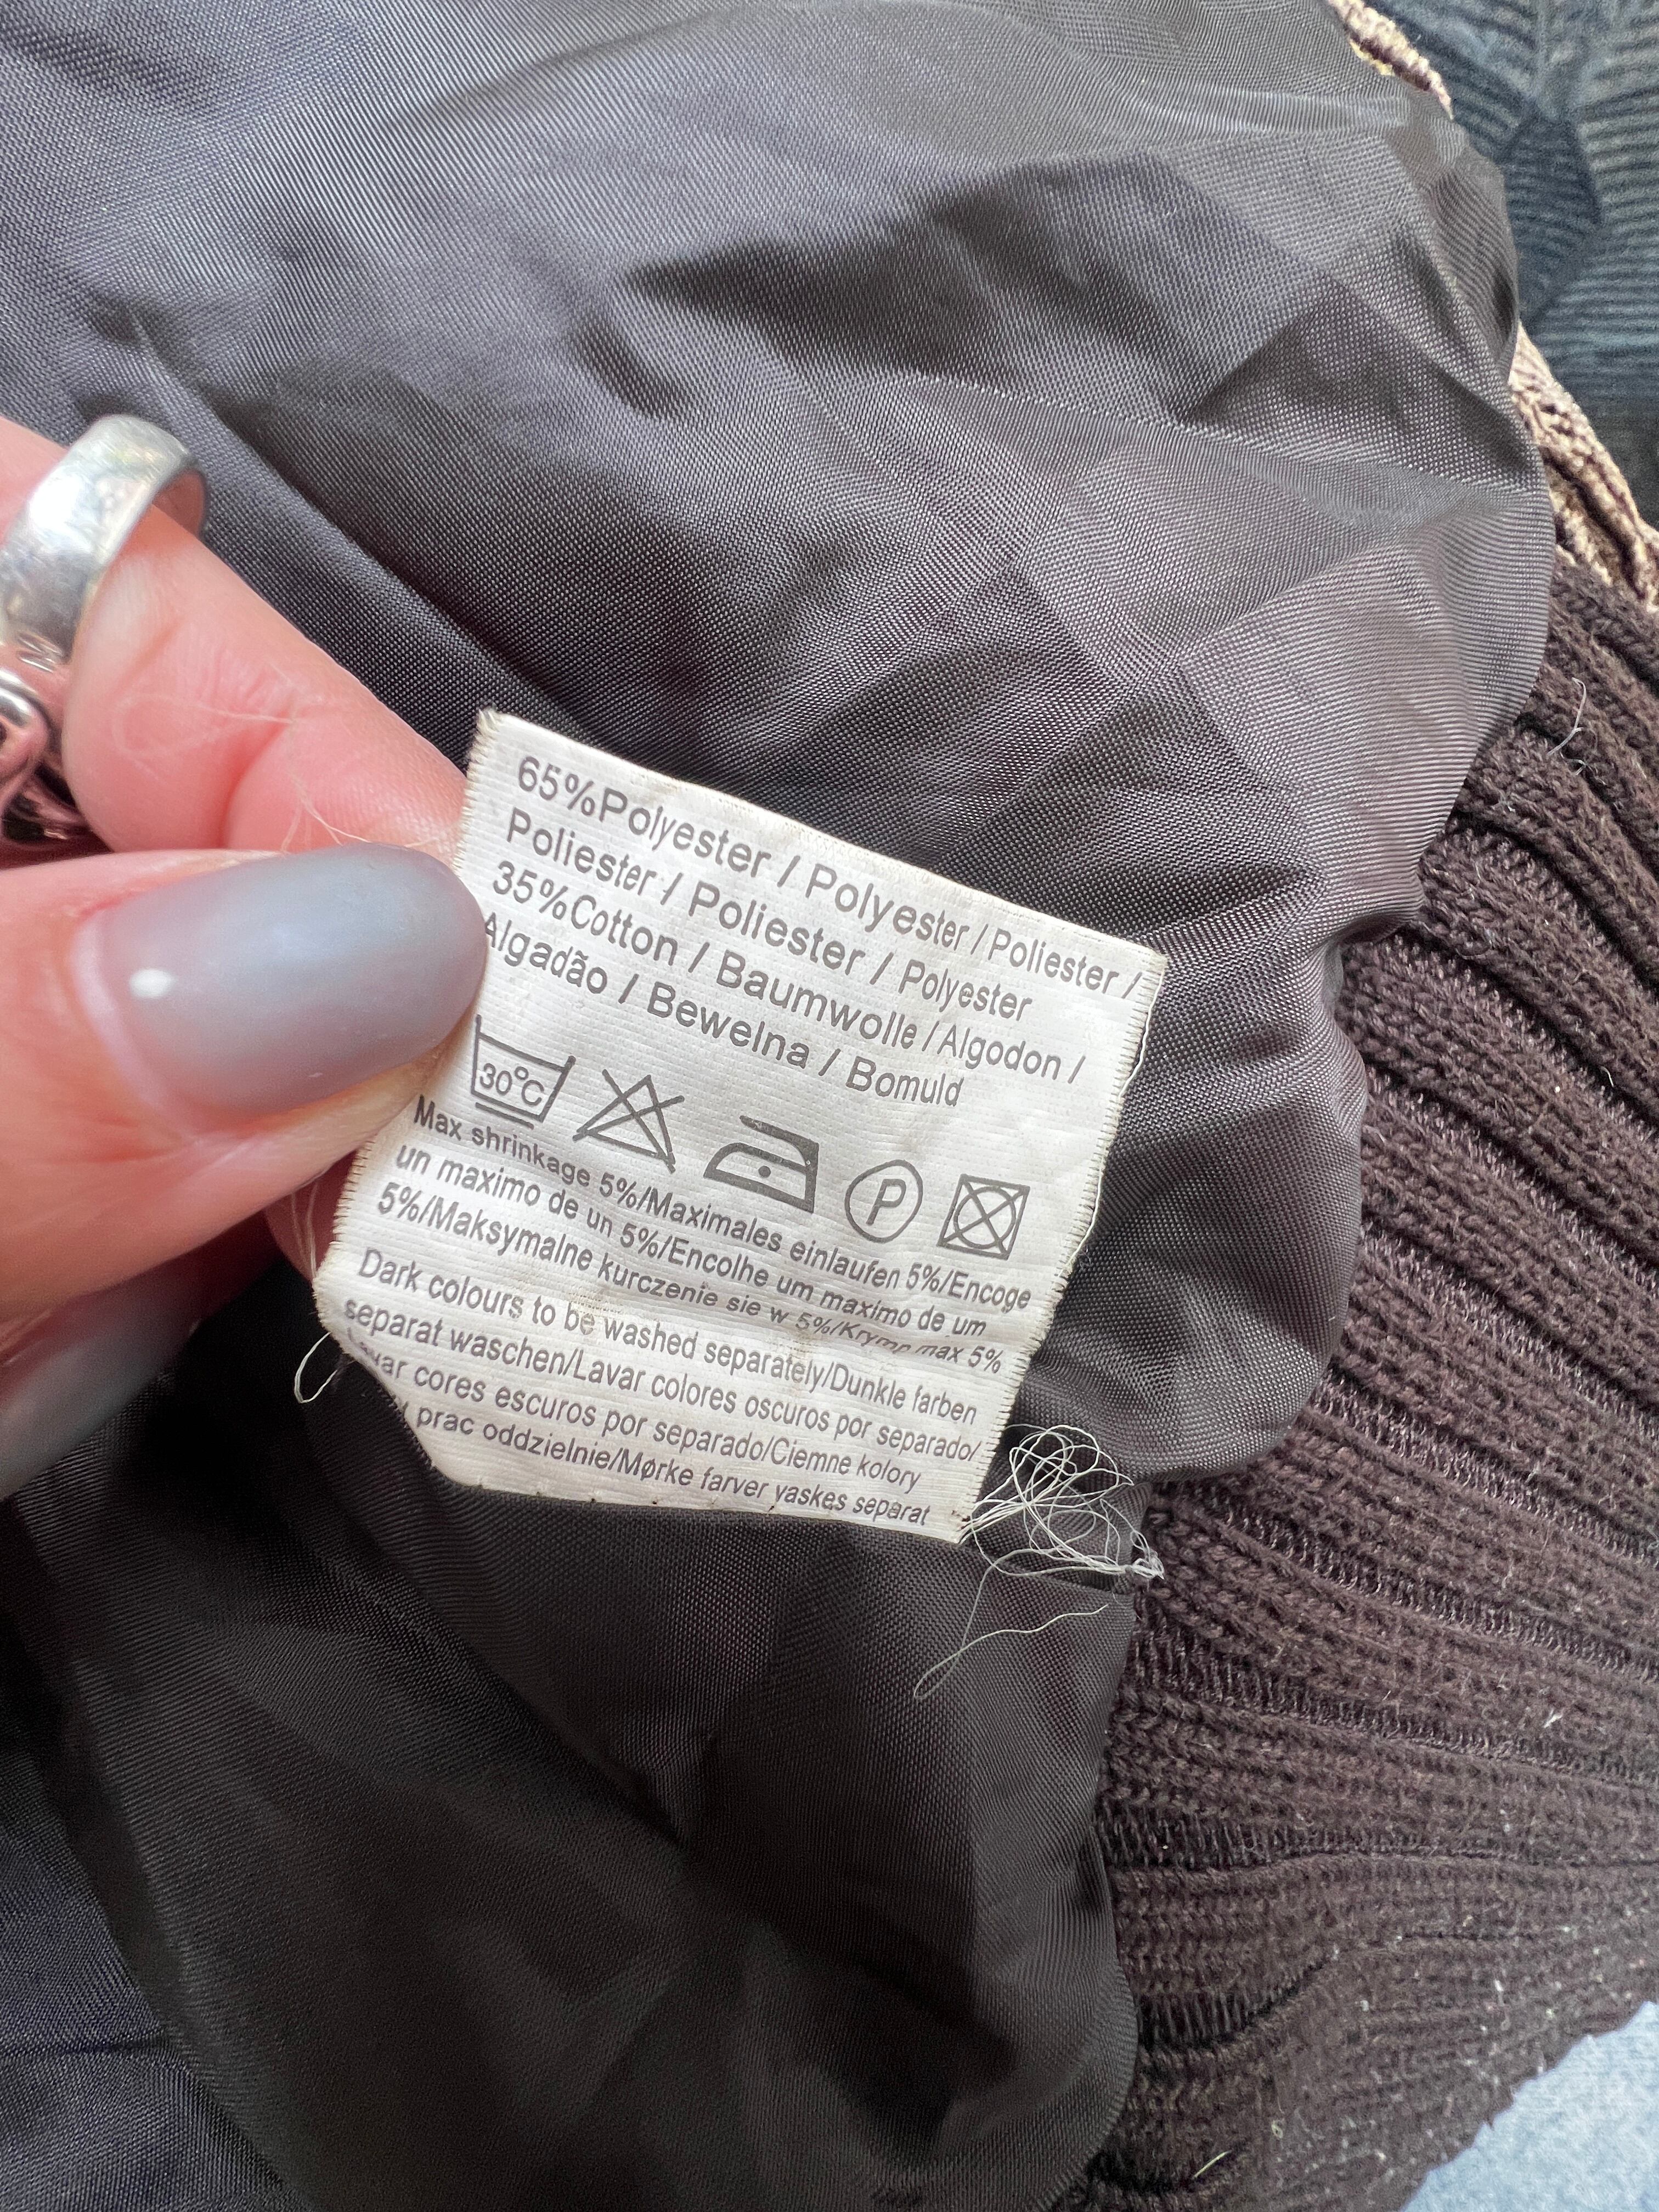 65%Polyester / Polyester / Poliester /
Poliester / Poliester / Polyester
35%Cotton / Baumwolle / Algodon /
Algadão / Bewelna / Bomuld
30°C
P
Max shrinkage 5%/Maximales einlaufen 5%/Encoge
un maximo de un 5%/Encolhe um maximo de um
5%/Maksymalne kurczenie sie w 5%/Krymp max 5%
Dark colours to be washed separately/Dunkle farben
separat waschen/Lavar colores oscuros por separado/
cores escuros por separado/Ciemne kolory
prac oddzielnie/Mørke farver vaskes separat